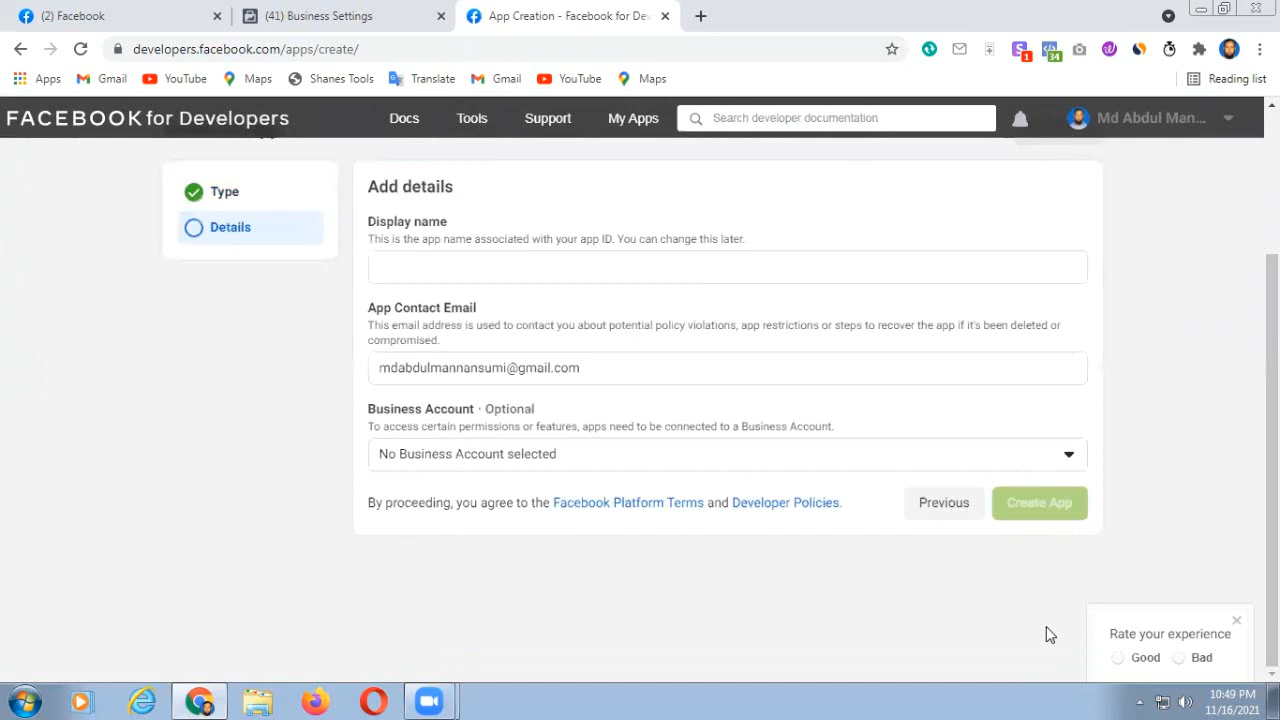 (2) Facebook
(41) Business Settings
App Creation - Facebook for De
developers.facebook.com/apps/create/
1
34
Apps
Gmail
YouTube
Maps
Shanes Tools
Translate
Gmail
YouTube
Maps
Reading list
FACEBOOK for Developers
Docs
Tools
Support
My Apps
Search developer documentation
Md Abdul Man...
Type
Details
Add details
Display name
This is the app name associated with your app ID. You can change this later.
App Contact Email
This email address is used to contact you about potential policy violations, app restrictions or steps to recover the app if it's been deleted or
compromised.
mdabdulmannansumi@gmail.com
Business Account · Optional
To access certain permissions or features, apps need to be connected to a Business Account.
No Business Account selected
By proceeding, you agree to the Facebook Platform Terms and Developer Policies.
Previous
Create App
Rate your experience
Good
Bad
10:49 PM
11/16/2021